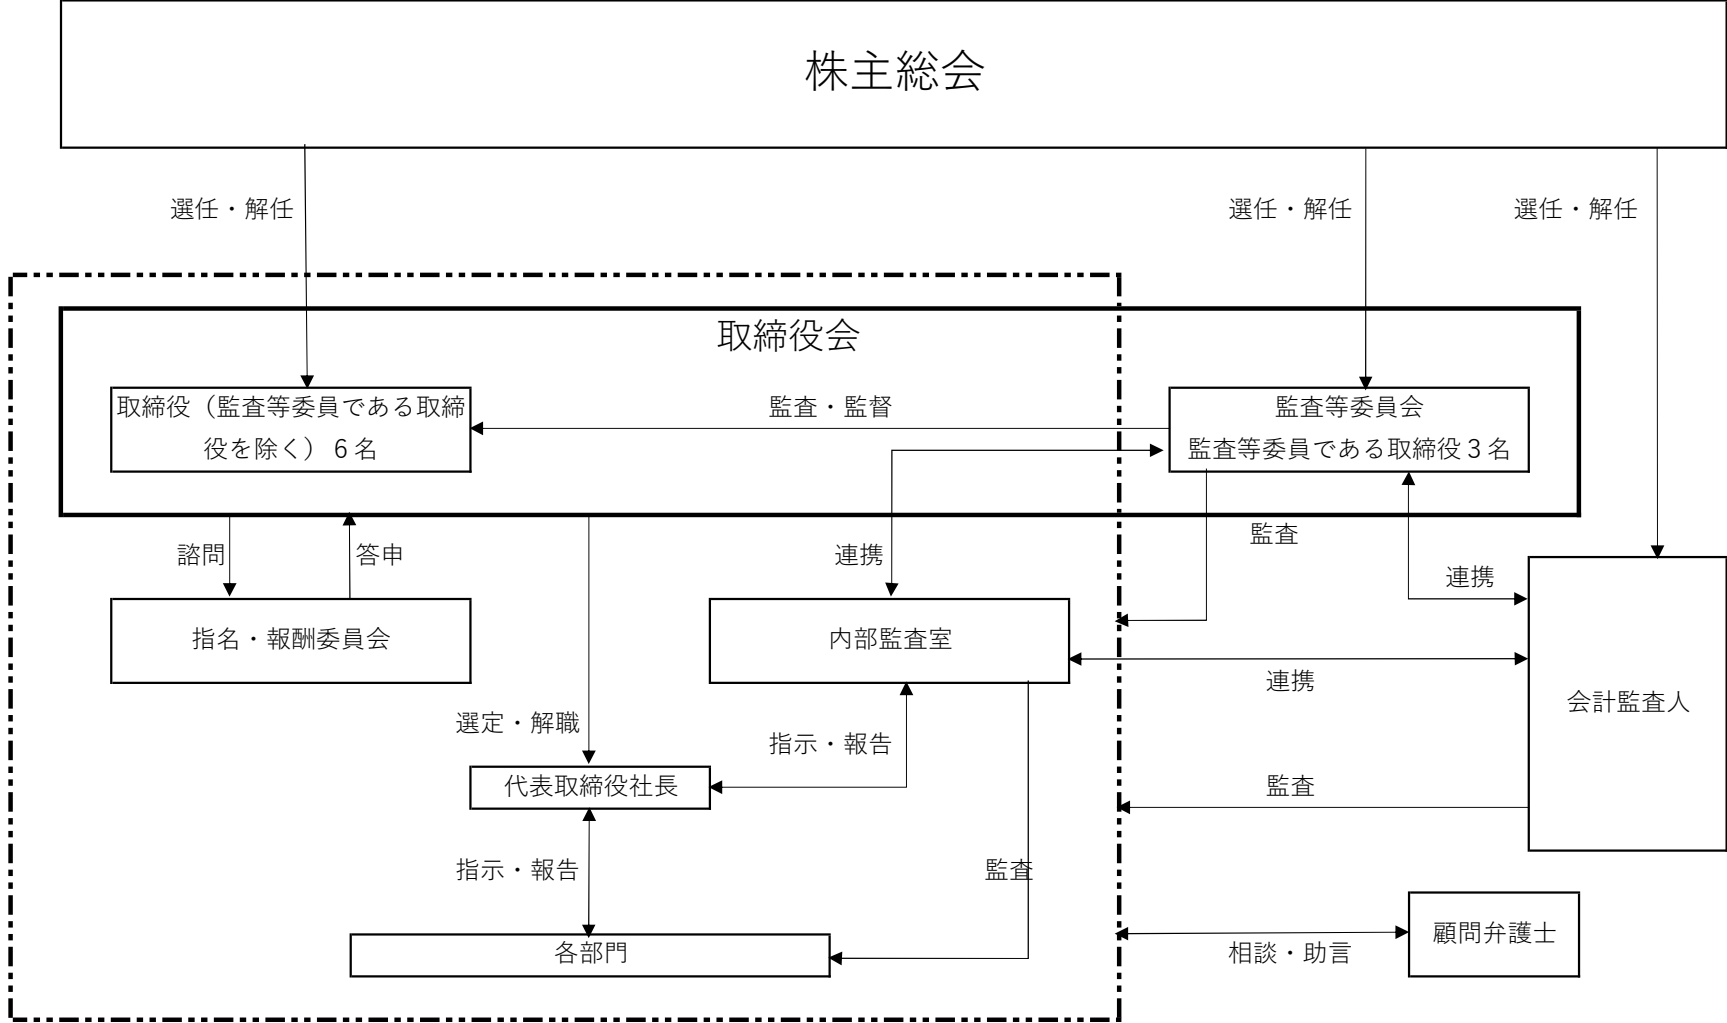 株主総会
選任・解任
選任・解任
選任・解任
取締役会
取締役（監査等委員である取締
役を除く）６名
監査・監督
監査等委員会
監査等委員である取締役３名
諮問
答申
連携
監査
連携
指名・報酬委員会
内部監査室
連携
会計監査人
選定・解職
指示・報告
代表取締役社長
監査
指示・報告
監査
各部門
相談・助言
顧問弁護士